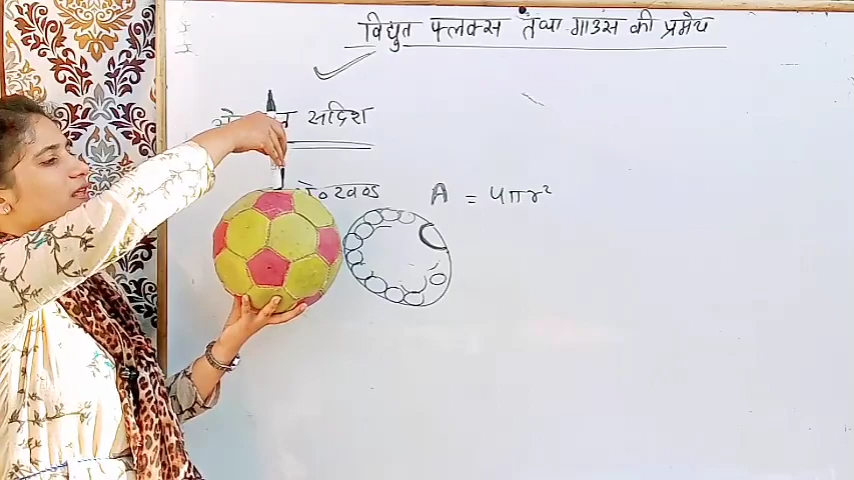 विद्युत फ्लक्स तथा गाउस की प्रमेय
सदिश
A = 4πr²